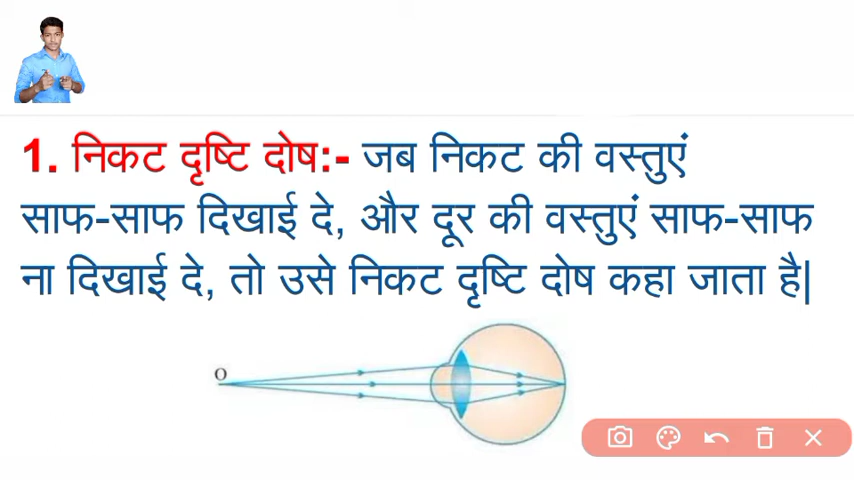 1. निकट दृष्टि दोष:- जब निकट की वस्तुएं
साफ-साफ दिखाई दे, और दूर की वस्तुएं साफ-साफ
ना दिखाई दे, तो उसे निकट दृष्टि दोष कहा जाता है|
O